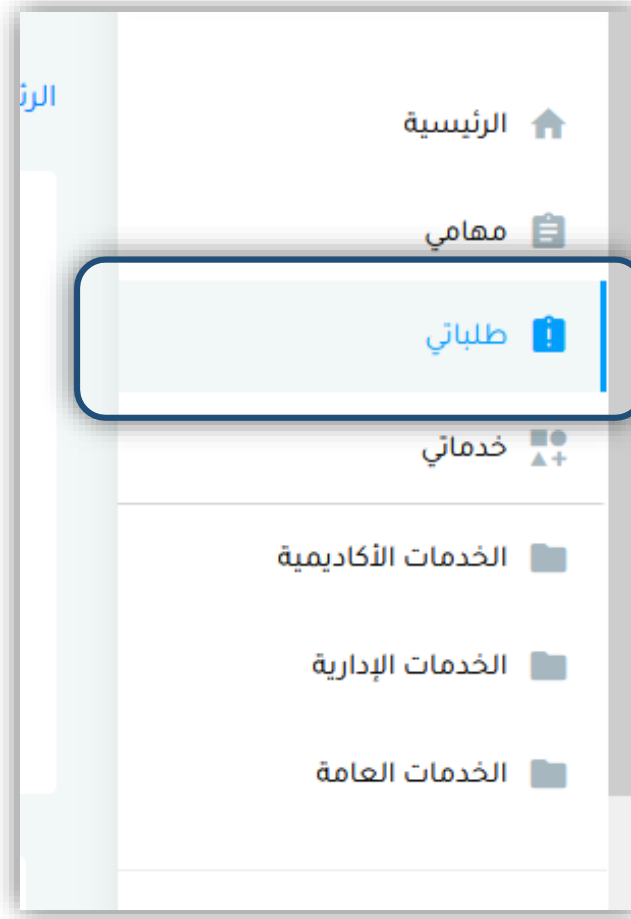 الرئيسية
مهامي
طلباتي
خدماتي
الخدمات الأكاديمية
الخدمات الإدارية
الخدمات العامة